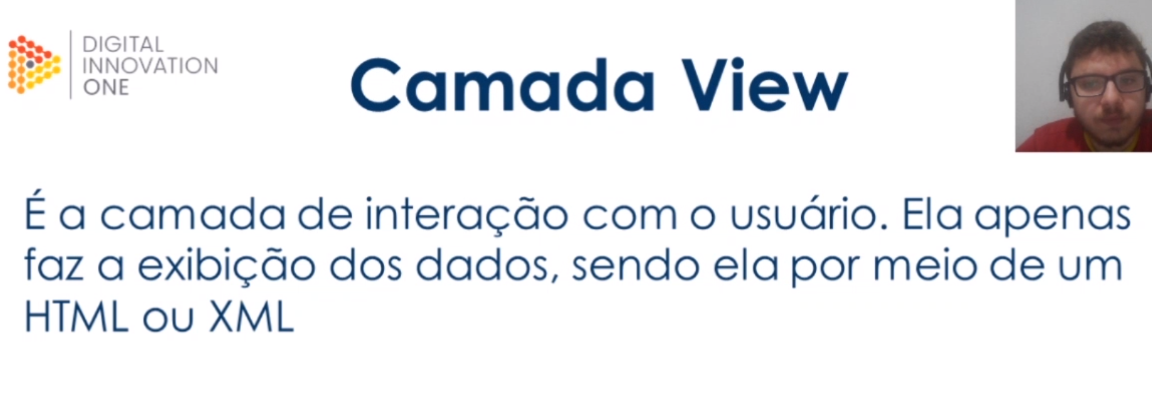 DIGITAL
INNOVATION
ONE
Camada View
É a camada de interação com o usuário. Ela apenas
faz a exibição dos dados, sendo ela por meio de um
HTML ou XML